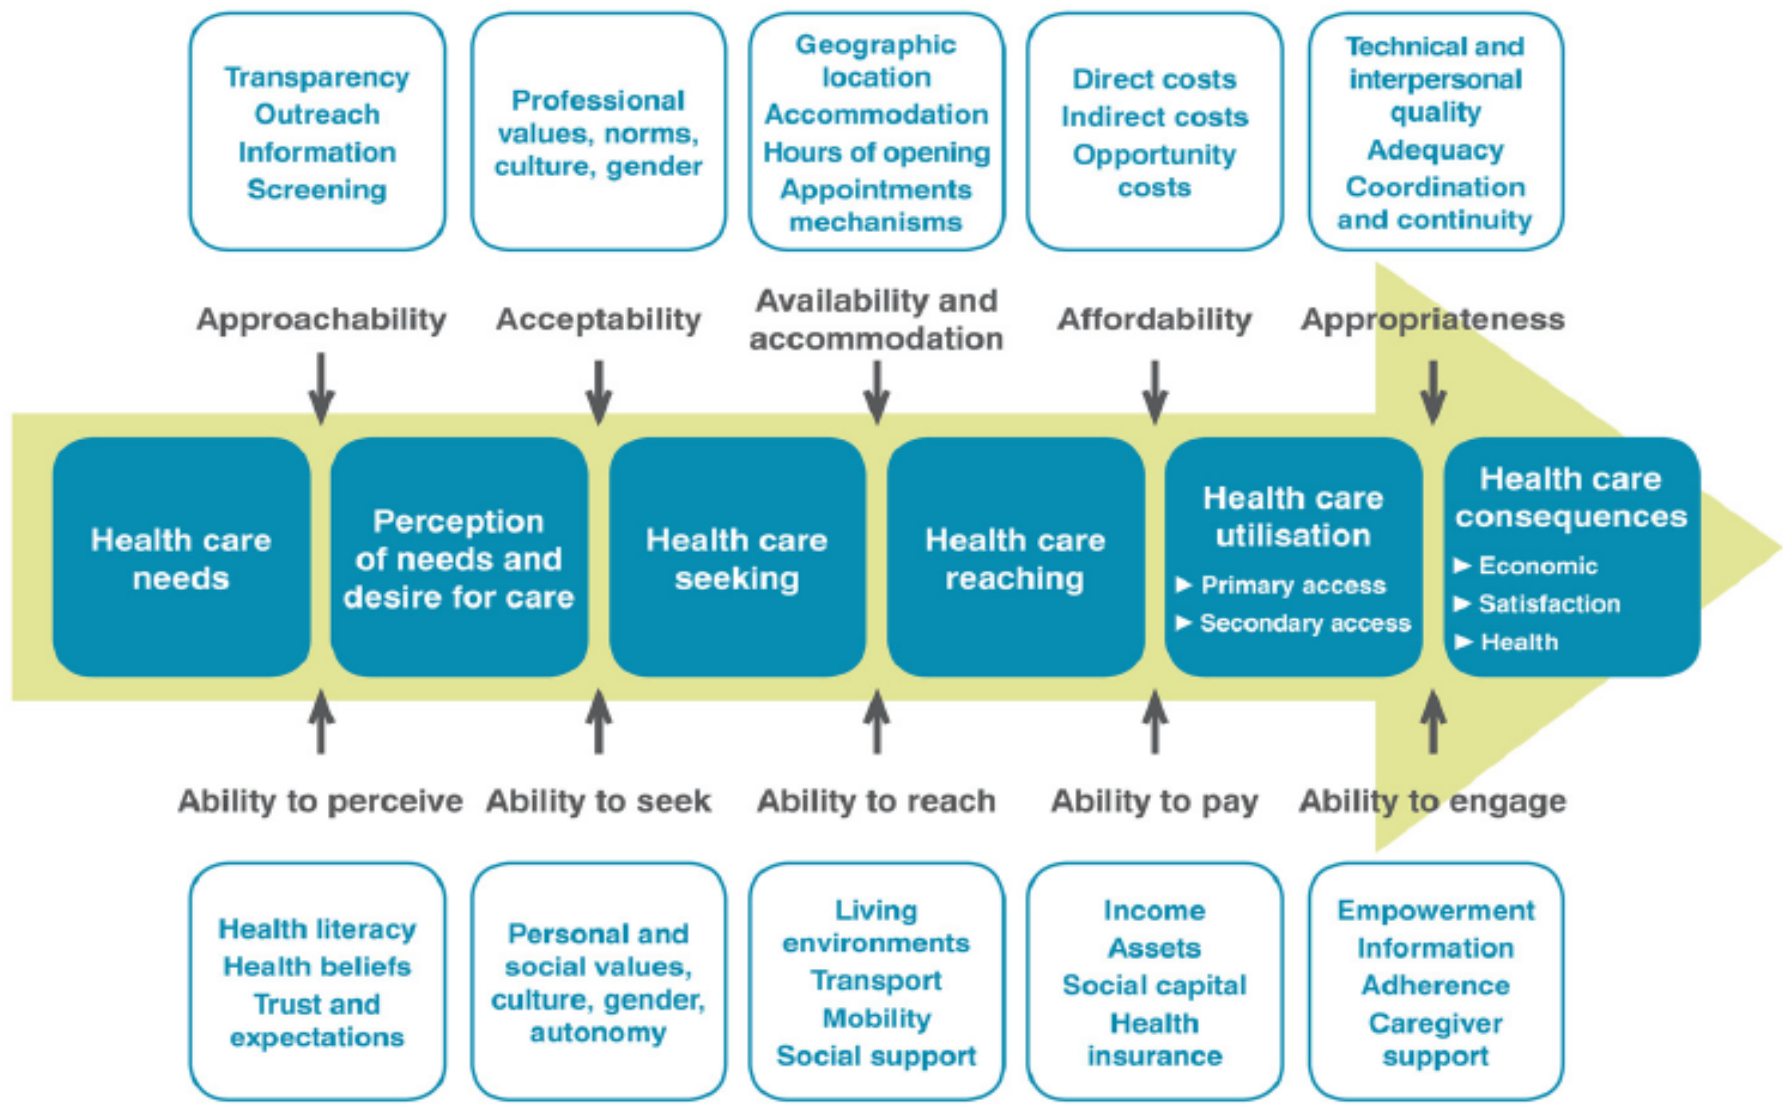 Transparency
Outreach
Information
Screening
Professional
values, norms,
culture, gender
Geographic
location
Accommodation
Hours of opening
Appointments
mechanisms
Direct costs
Indirect costs
Opportunity
costs
Technical and
interpersonal
quality
Adequacy
Coordination
and continuity
Approachability
Acceptability
Availability and
accommodation
Affordability
Appropriateness
Health care
needs
Perception
of needs and
desire for care
Health care
seeking
Health care
reaching
Health care
utilisation
► Primary access
► Secondary access
Health care
consequences
► Economic
► Satisfaction
► Health
Ability to perceive
Ability to seek
Ability to reach
Ability to pay
Ability to engage
Health literacy
Health beliefs
Trust and
expectations
Personal and
social values,
culture, gender,
autonomy
Living
environments
Transport
Mobility
Social support
Income
Assets
Social capital
Health
insurance
Empowerment
Information
Adherence
Caregiver
support